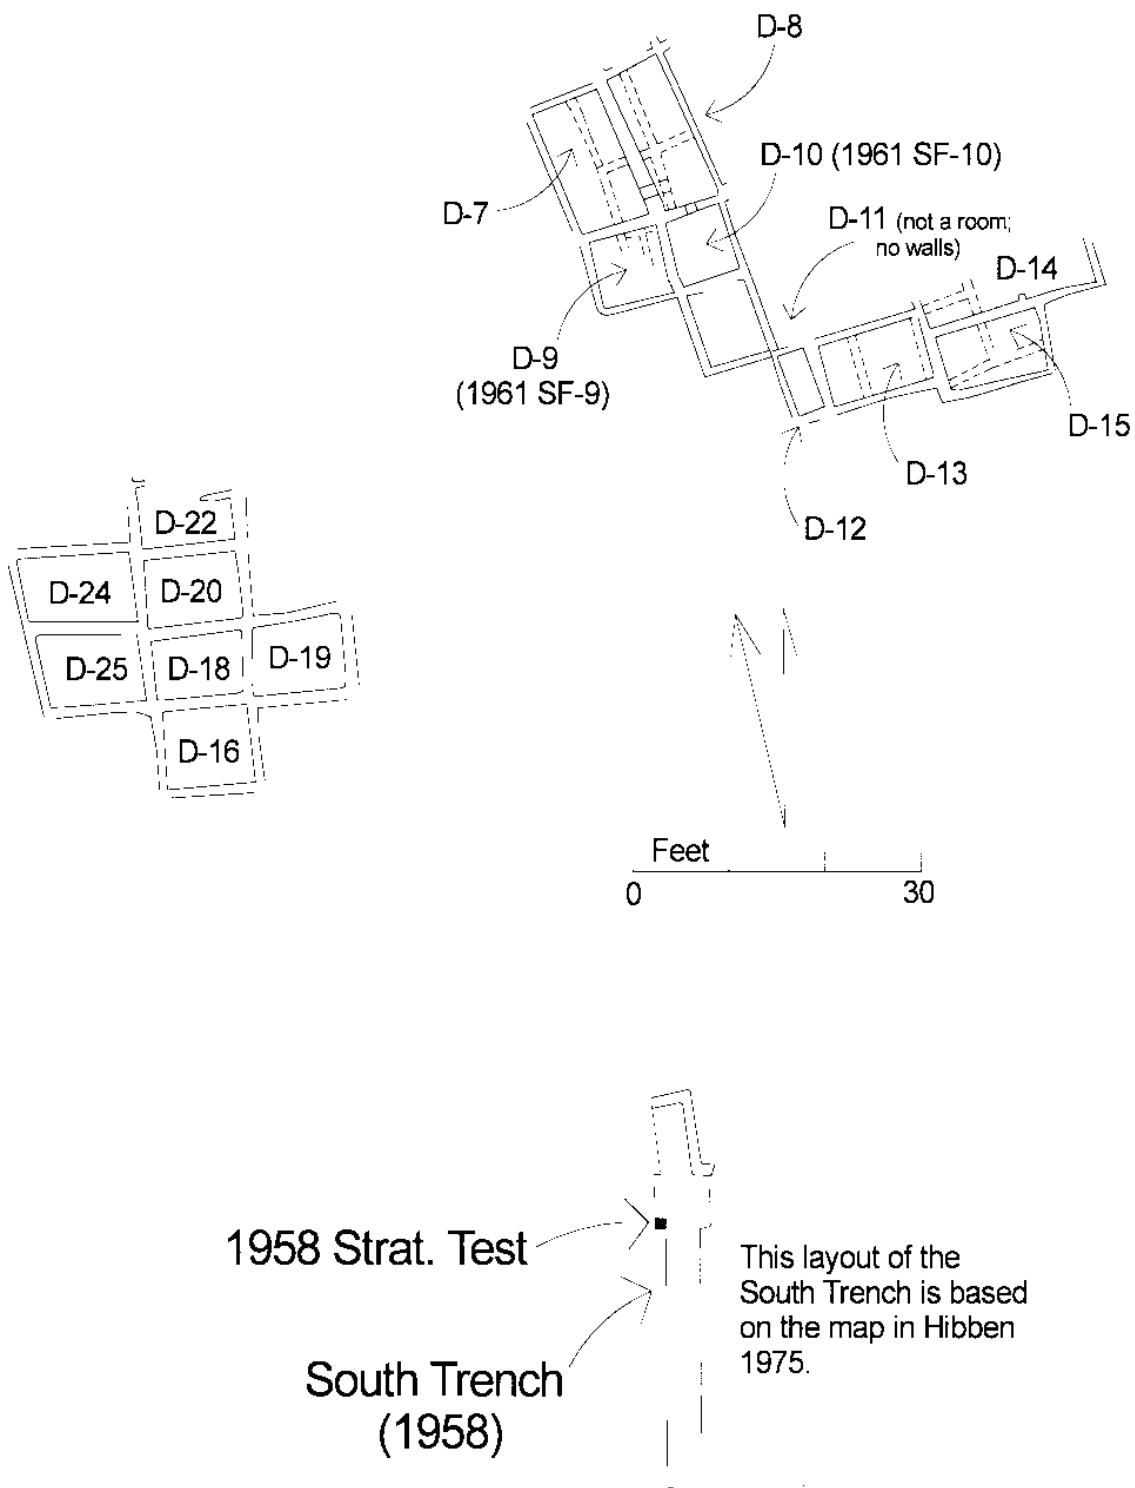 D-8
D-10 (1961 SF-10)
D-7
D-11 (not a room;
no walls)
D-14
D-9
(1961 SF-9)
D-15
D-13
D-12
D-22
D-24
D-20
D-25
D-18
D-19
D-16
Feet
0
30
1958 Strat. Test
This layout of the
South Trench is based
on the map in Hibben
1975.
South Trench
(1958)